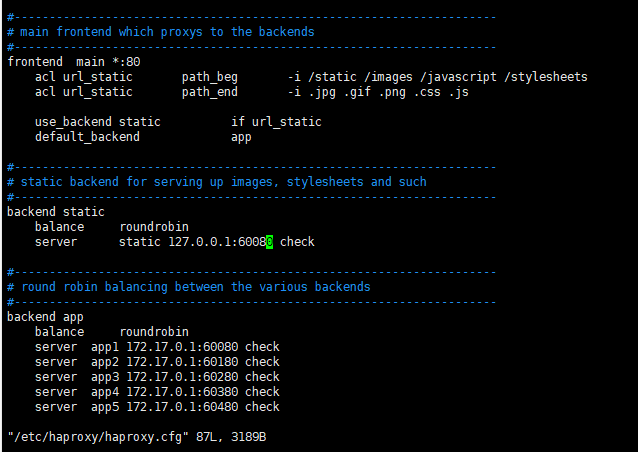 #---------------------------------------------------------------------
# main frontend which proxys to the backends
#---------------------------------------------------------------------
frontend  main *:80
    acl url_static       path_beg       -i /static /images /javascript /stylesheets
    acl url_static       path_end       -i .jpg .gif .png .css .js

    use_backend static          if url_static
    default_backend             app

#---------------------------------------------------------------------
# static backend for serving up images, stylesheets and such
#---------------------------------------------------------------------
backend static
    balance     roundrobin
    server      static 127.0.0.1:60080 check

#---------------------------------------------------------------------
# round robin balancing between the various backends
#---------------------------------------------------------------------
backend app
    balance     roundrobin
    server  app1 172.17.0.1:60080 check
    server  app2 172.17.0.1:60180 check
    server  app3 172.17.0.1:60280 check
    server  app4 172.17.0.1:60380 check
    server  app5 172.17.0.1:60480 check

"/etc/haproxy/haproxy.cfg" 87L, 3189B